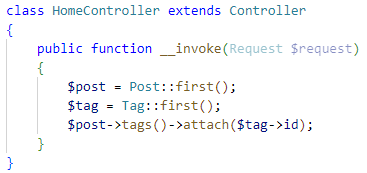 class HomeController extends Controller
{
    public function __invoke(Request $request)
    {
        $post = Post::first();
        $tag = Tag::first();
        $post->tags()->attach($tag->id);
    }
}